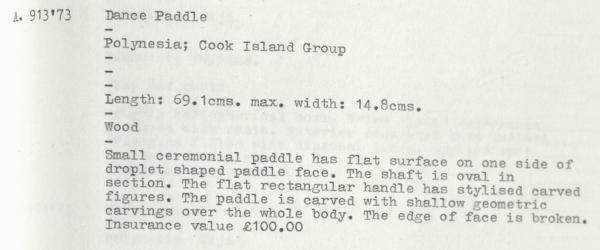 A. 913'73 Dance Paddle
-
Polynesia; Cook Island Group
-
-
-
Length: 69.1cms. max. width: 14.8cms.
-
Wood
-
Small ceremonial paddle has flat surface on one side of
droplet shaped paddle face. The shaft is oval in
section. The flat rectangular handle has stylised carved
figures. The paddle is carved with shallow geometric
carvings over the whole body. The edge of face is broken.
Insurance value £100.00